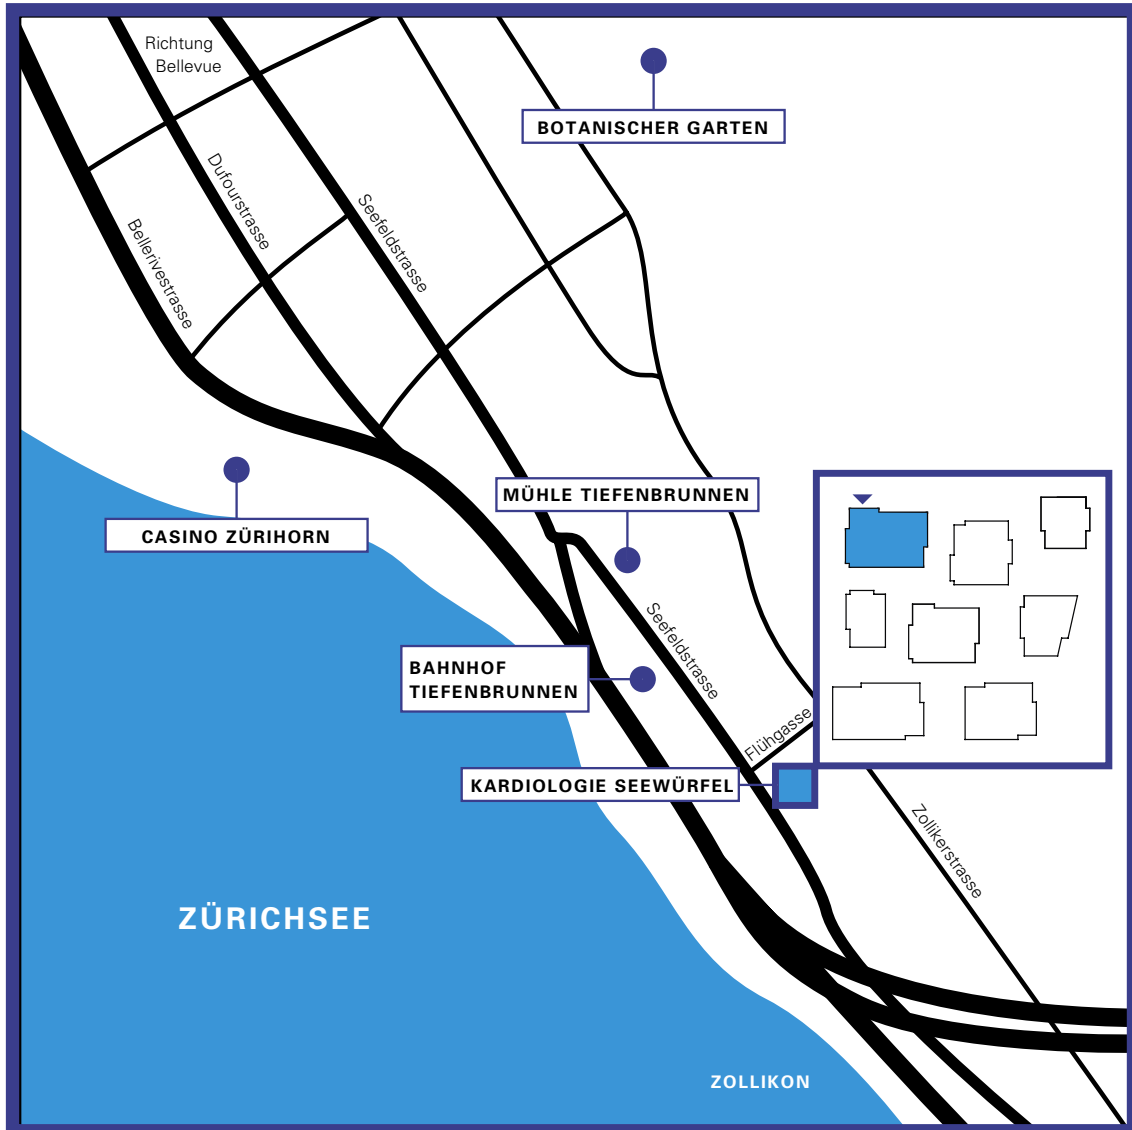 Richtung
Bellevue
BOTANISCHER GARTEN
Dufourstrasse
Seefeldstrasse
Bellerivestrasse
MÜHLE TIEFENBRUNNEN
CASINO ZÜRIHORN
Seefeldstrasse
BAHNHOF
TIEFENBRUNNEN
Flühgasse
KARDIOLOGIE SEEWÜRFEL
Zollikerstrasse
ZÜRICHSEE
ZOLLIKON